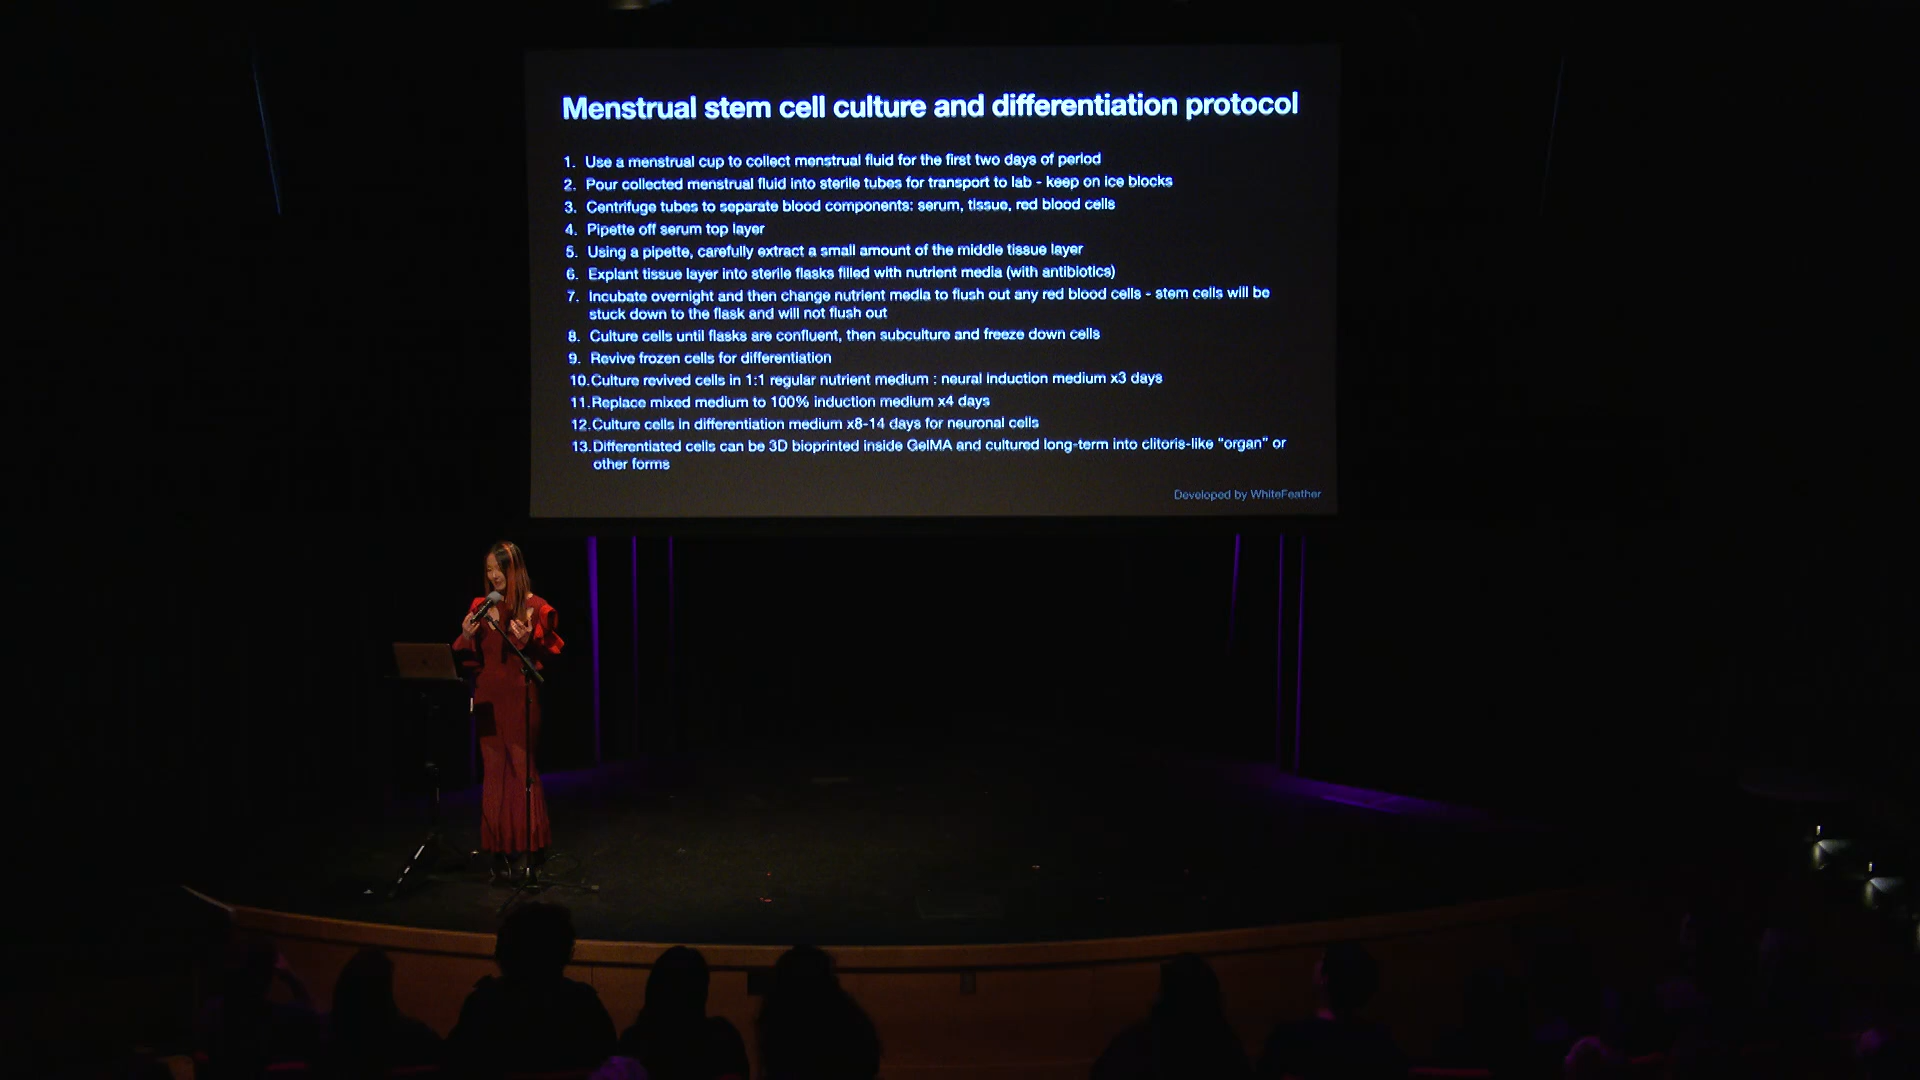 Menstrual stem cell culture and differentiation protocol
1. Use a menstrual cup to collect menstrual fluid for the first two days of period
2. Pour collected menstrual fluid into sterile tubes for transport to lab - keep on ice blocks
3. Centrifuge tubes to separate blood components: serum, tissue, red blood cells
4. Pipette off serum top layer
5. Using a pipette, carefully extract a small amount of the middle tissue layer
6. Explant tissue layer into sterile flasks filled with nutrient media (with antibiotics)
7. Incubate overnight and then change nutrient media to flush out any red blood cells - stem cells will be
stuck down to the flask and will not flush out
8. Culture cells until flasks are confluent, then subculture and freeze down cells
9. Revive frozen cells for differentiation
10. Culture revived cells in 1:1 regular nutrient medium : neural induction medium x3 days
11. Replace mixed medium to 100% induction medium x4 days
12. Culture cells in differentiation medium x8-14 days for neuronal cells
13. Differentiated cells can be 3D bioprinted inside GelMA and cultured long-term into clitoris-like "organ" or
other forms
Developed by WhiteFeather